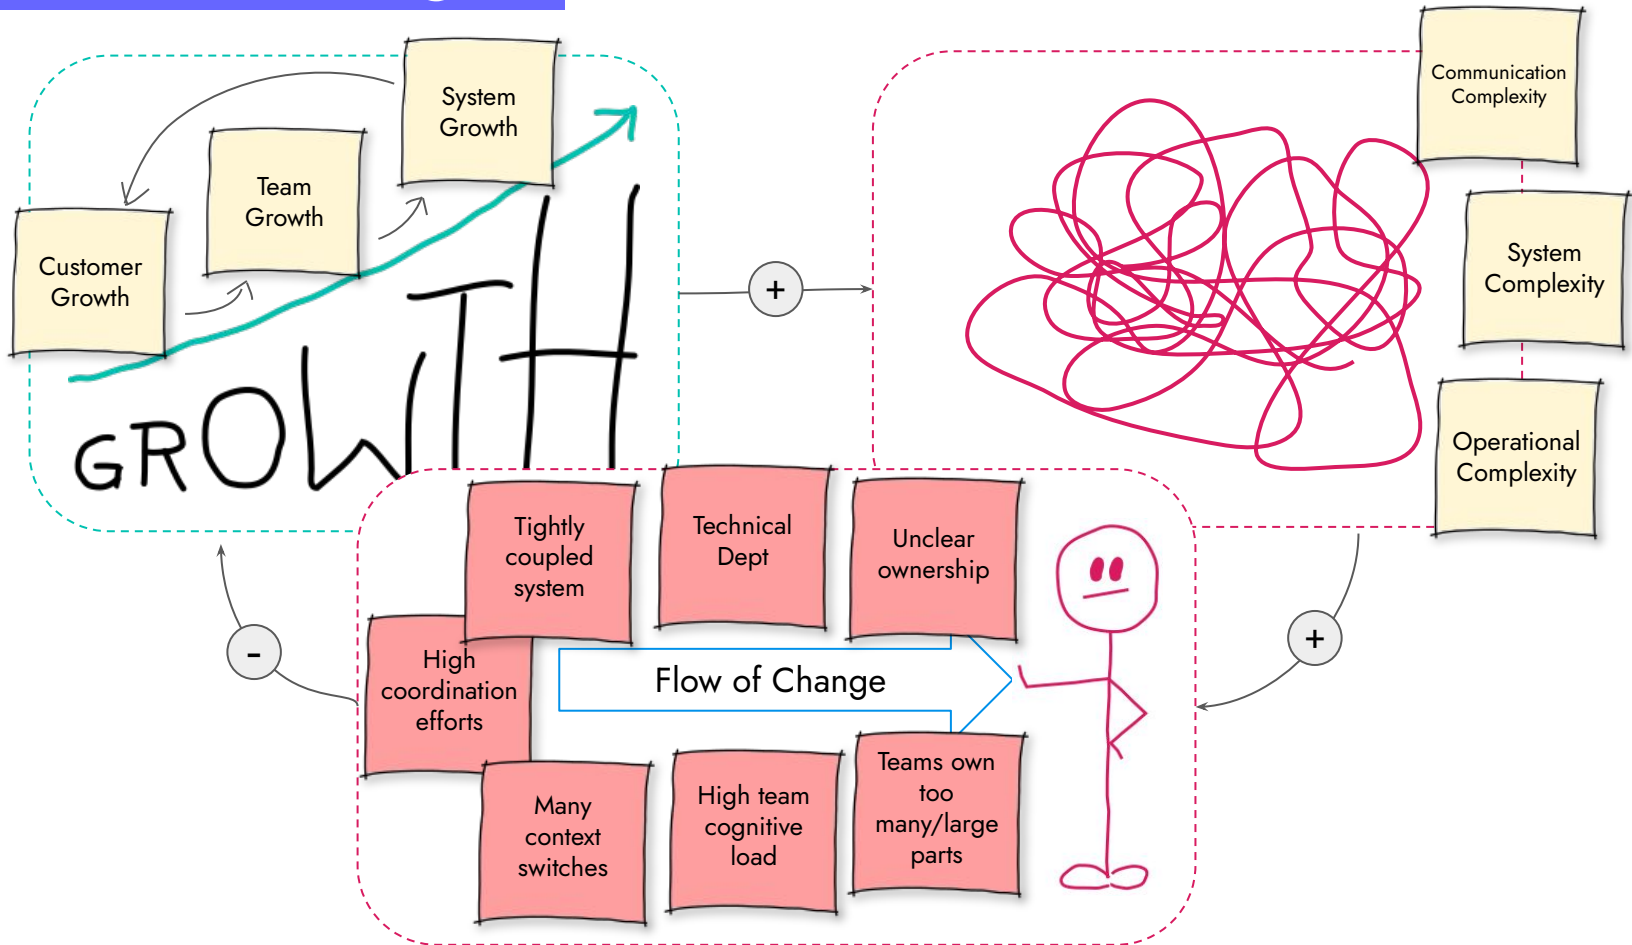 System
Growth
Team
Growth
Customer
Growth
GROWTH
+
Communication
Complexity
System
Complexity
Operational
Complexity
Tightly
coupled
system
Technical
Dept
Unclear
ownership
High
coordination
efforts
Flow of Change
Many
context
switches
High team
cognitive
load
Teams own
too
many/large
parts
-
+